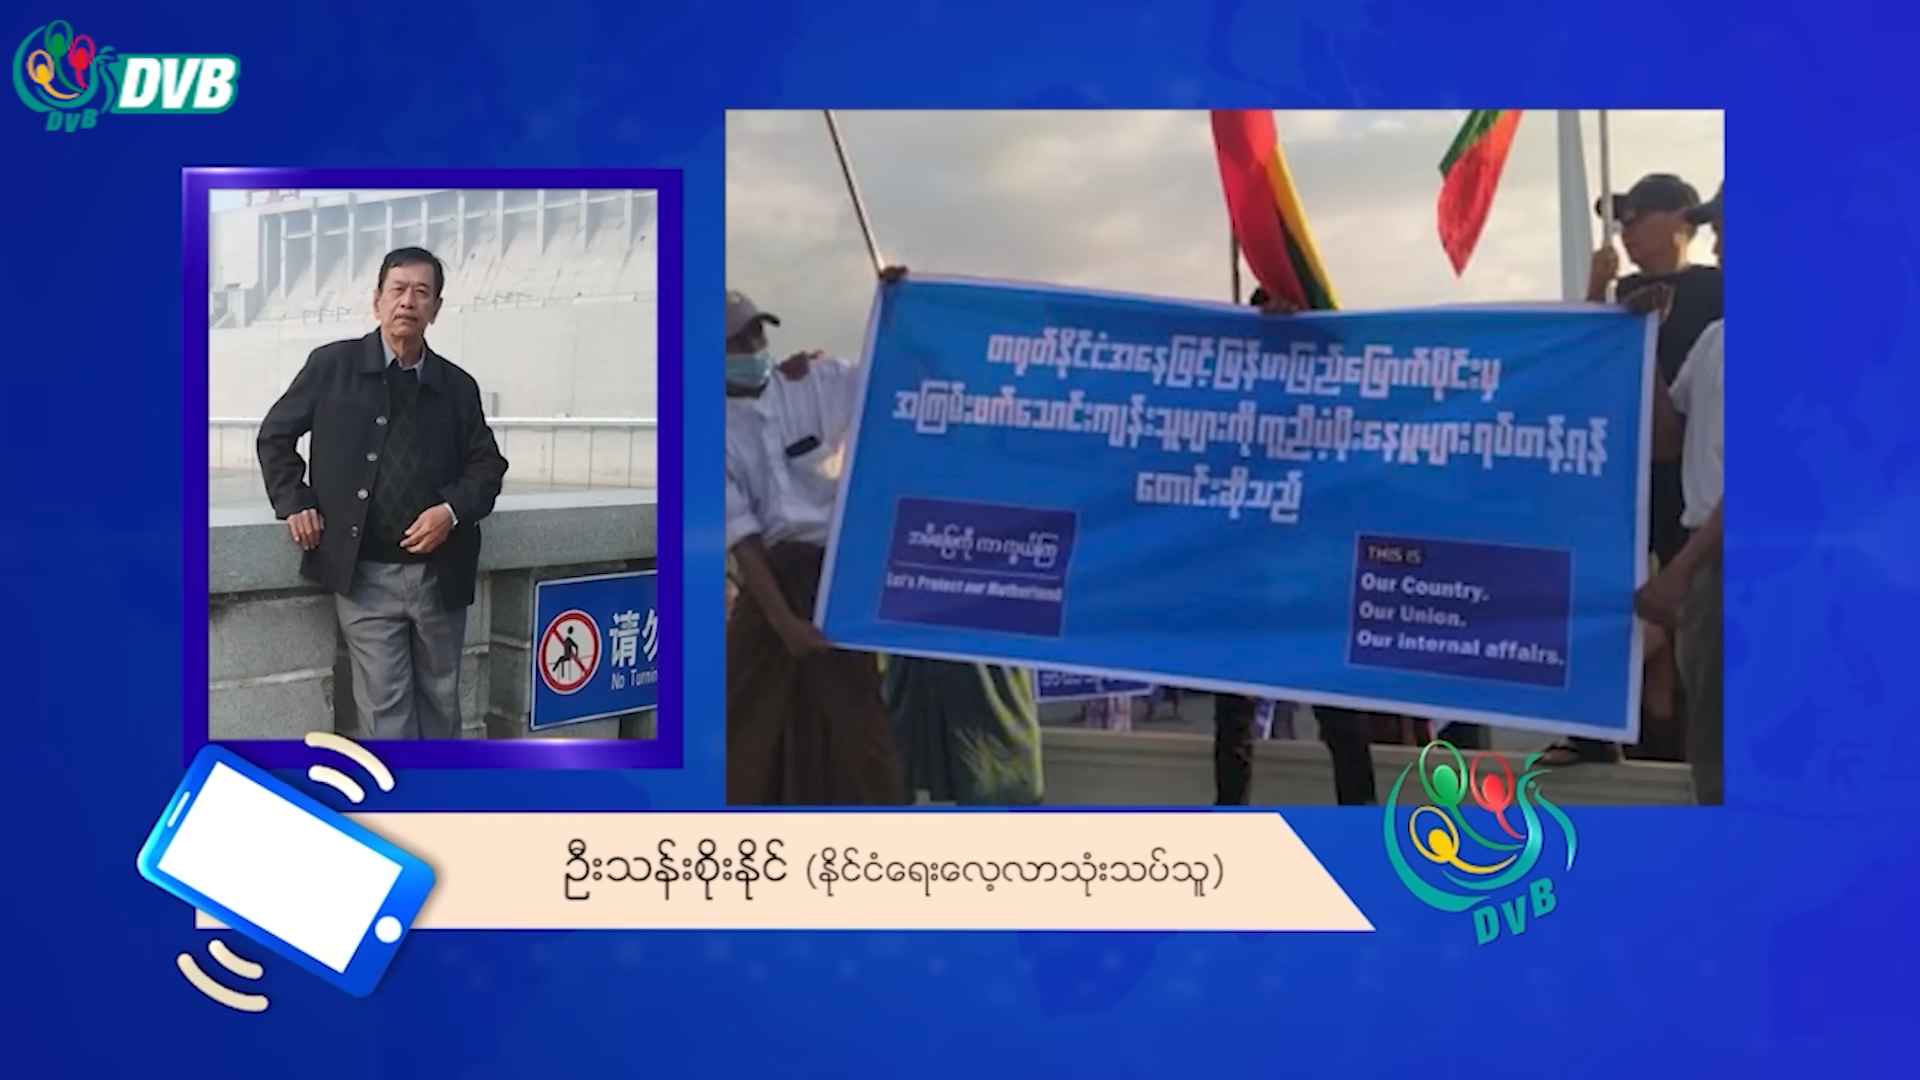 DVB
DVB
တရုတ်နိုင်ငံအနေဖြင့် မြန်မာပြည်မြောက်ပိုင်းမှ
အကြမ်းဖက်သောင်းကျန်းသူများကို ကူညီပံ့ပိုးနေမှုများ ရပ်တန့်ရန်
တောင်းဆိုသည်
အမိမြေကို ကာကွယ်ကြ
Let's Protect our Motherland
THIS IS
Our Country.
Our Union.
Our internal affairs.
请勿
No
ဦးသန်းစိုးနိုင် (နိုင်ငံရေးလေ့လာသုံးသပ်သူ)
DVB